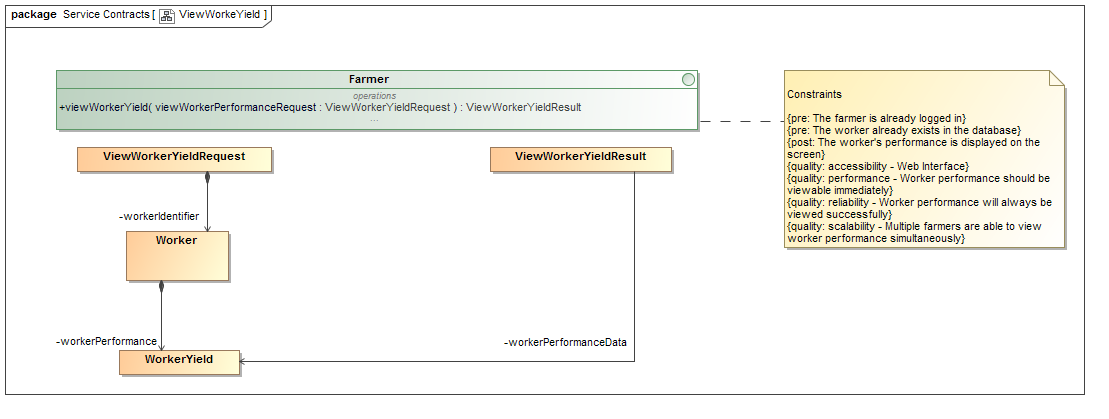 package Service Contracts [ ViewWorkeYield ]
Farmer
operations
+viewWorkerYield( viewWorkerPerformanceRequest : ViewWorkerYieldRequest ) : ViewWorkerYieldResult
...
Constraints
{pre: The farmer is already logged in}
{pre: The worker already exists in the database}
{post: The worker's performance is displayed on the
screen}
{quality: accessibility - Web Interface}
{quality: performance - Worker performance should be
viewable immediately}
{quality: reliability - Worker performance will always be
viewed successfully}
{quality: scalability - Multiple farmers are able to view
worker performance simultaneously}
ViewWorkerYieldRequest
ViewWorkerYieldResult
-workerIdentifier
Worker
-workerPerformance
-workerPerformanceData
WorkerYield